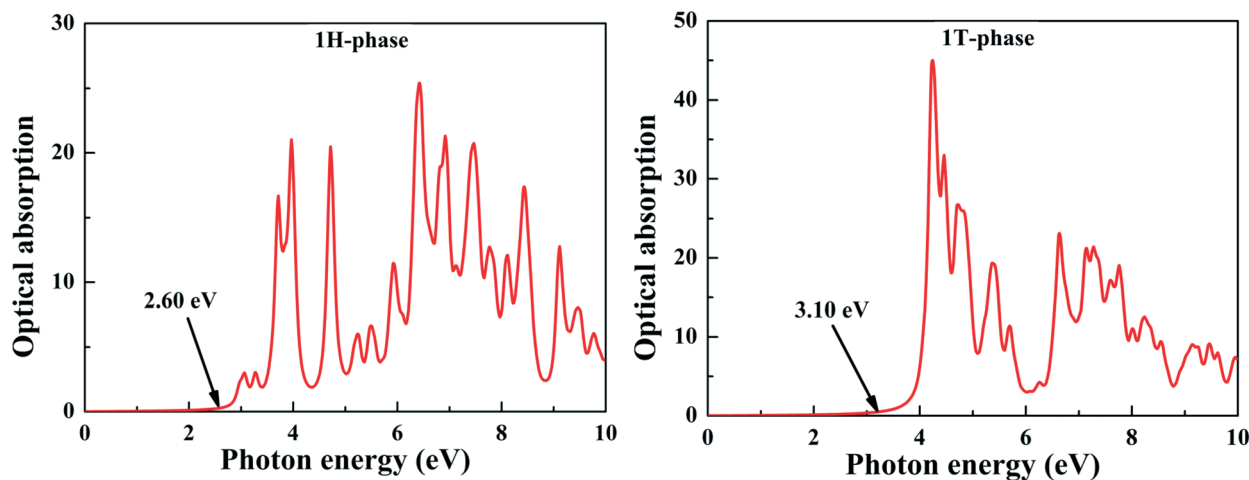 1H-phase
30
20
10
0
Optical absorption
2.60 eV
0 2 4 6 8 10
Photon energy (eV)
1T-phase
50
40
30
20
10
0
Optical absorption
3.10 eV
0 2 4 6 8 10
Photon energy (eV)